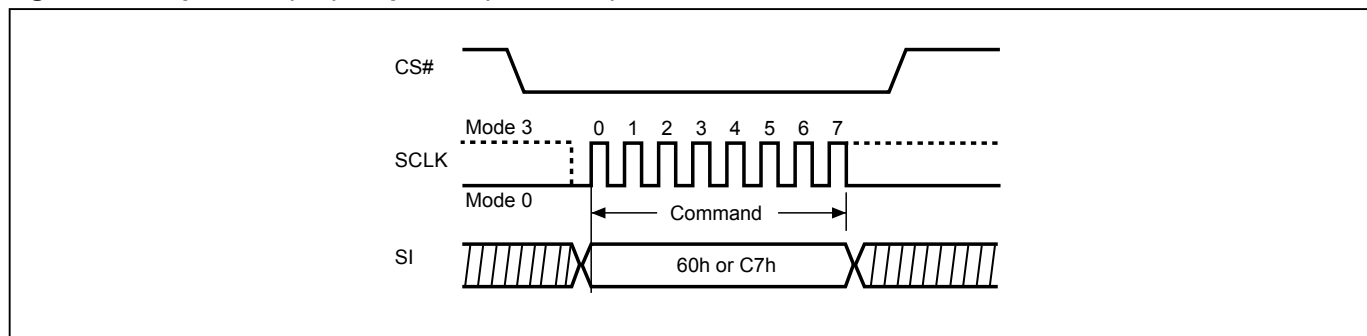 CS#
Mode 3
0 1 2 3 4 5 6 7
SCLK
Mode 0
Command
SI
60h or C7h